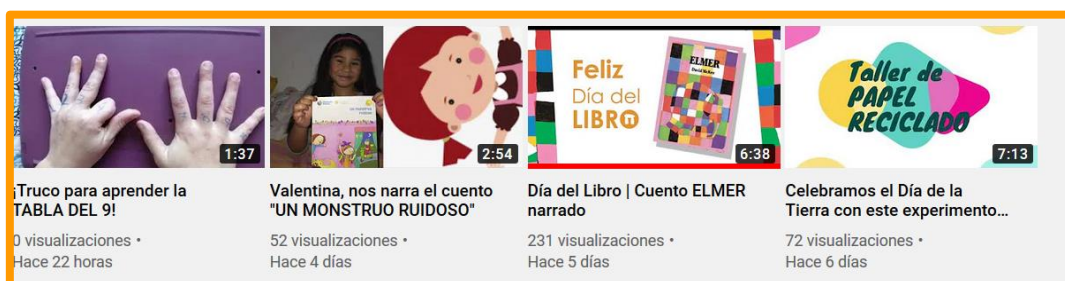 1:37
¡Truco para aprender la
TABLA DEL 9!
0 visualizaciones •
Hace 22 horas
2:54
Valentina, nos narra el cuento
"UN MONSTRUO RUIDOSO"
52 visualizaciones •
Hace 4 días
Feliz
Día del
LIBRO
ELMER
David McKee
6:38
Día del Libro | Cuento ELMER
narrado
231 visualizaciones •
Hace 5 días
Taller de
PAPEL
RECICLADO
7:13
Celebramos el Día de la
Tierra con este experimento...
72 visualizaciones •
Hace 6 días